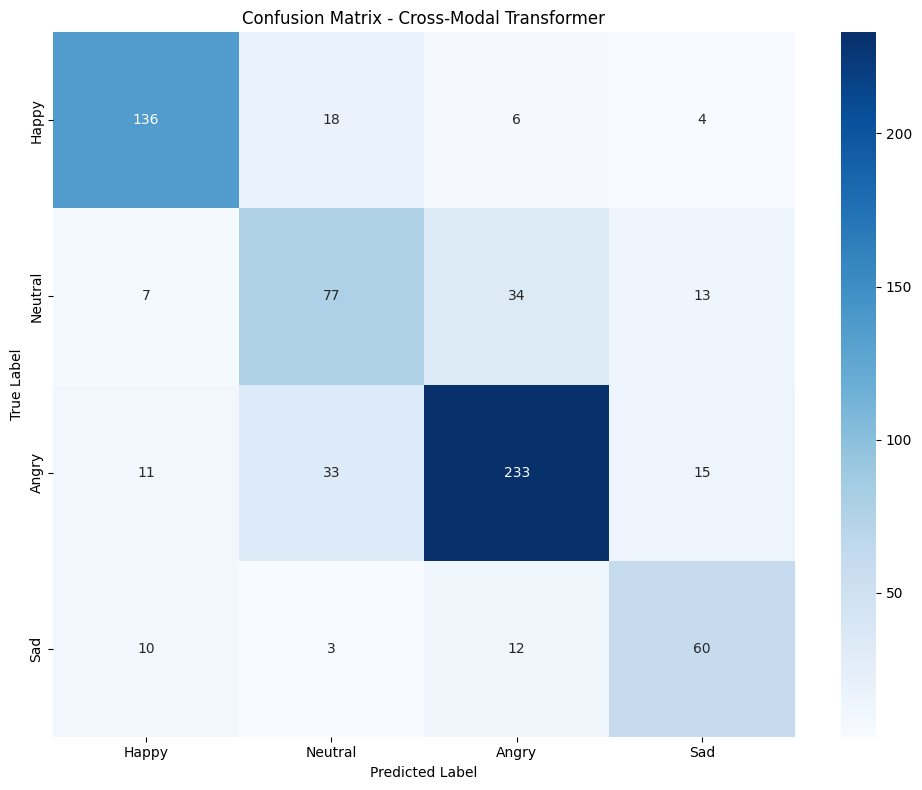 Confusion Matrix - Cross-Modal Transformer
Happy
136 18 6 4
Neutral
7 77 34 13
Angry
11 33 233 15
Sad
10 3 12 60
Happy Neutral Angry Sad
Predicted Label
True Label
200
150
100
50